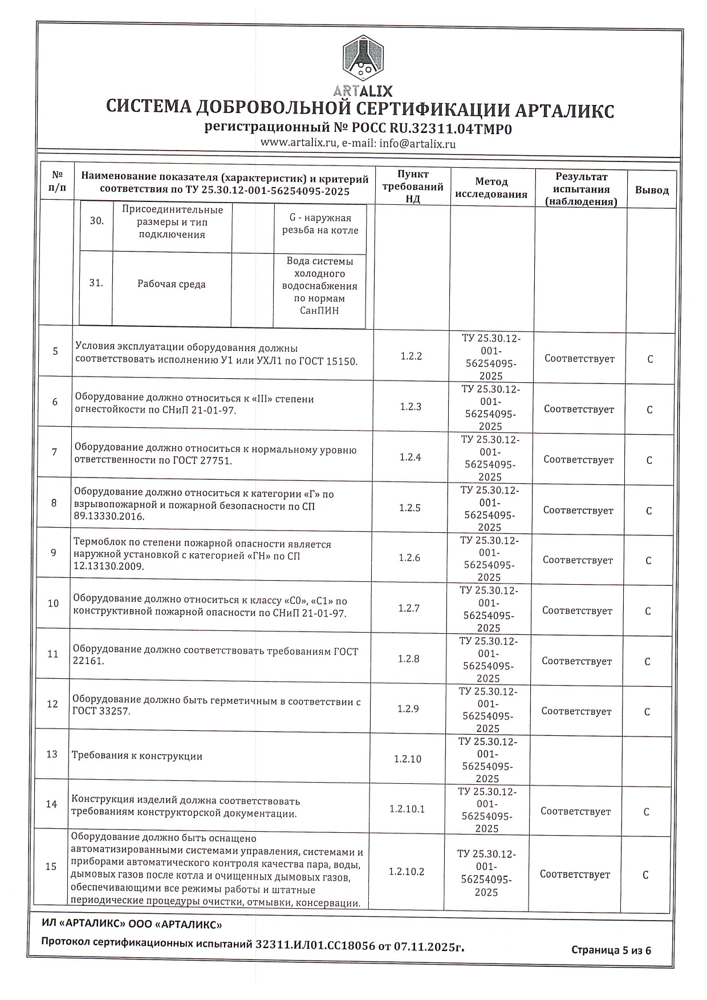 ARTALIX
СИСТЕМА ДОБРОВОЛЬНОЙ СЕРТИФИКАЦИИ АРТАЛИКС
регистрационный № РОСС RU.32311.04ТМР0
www.artalix.ru, e-mail: info@artalix.ru
№ п/п
Наименование показателя (характеристик) и критерий
соответствия по ТУ 25.30.12-001-56254095-2025
Пункт
требований
НД
Метод
исследования
Результат
испытания
(наблюдения)
Вывод
30.
Присоединительные
размеры и тип
подключения
G - наружная
резьба на котле
31.
Рабочая среда
Вода системы
холодного
водоснабжения
по нормам
СанПИН
5
Условия эксплуатации оборудования должны
соответствовать исполнению У1 или УХЛ1 по ГОСТ 15150.
1.2.2
ТУ 25.30.12-
001-
56254095-
2025
Соответствует
С
6
Оборудование должно относиться к «III» степени
огнестойкости по СНиП 21-01-97.
1.2.3
ТУ 25.30.12-
001-
56254095-
2025
Соответствует
С
7
Оборудование должно относиться к нормальному уровню
ответственности по ГОСТ 27751.
1.2.4
ТУ 25.30.12-
001-
56254095-
2025
Соответствует
С
8
Оборудование должно относиться к категории «Г» по
взрывопожарной и пожарной безопасности по СП
89.13330.2016.
1.2.5
ТУ 25.30.12-
001-
56254095-
2025
Соответствует
С
9
Термоблок по степени пожарной опасности является
наружной установкой с категорией «ГН» по СП
12.13130.2009.
1.2.6
ТУ 25.30.12-
001-
56254095-
2025
Соответствует
С
10
Оборудование должно относиться к классу «С0», «С1» по
конструктивной пожарной опасности по СНиП 21-01-97.
1.2.7
ТУ 25.30.12-
001-
56254095-
2025
Соответствует
С
11
Оборудование должно соответствовать требованиям ГОСТ
22161.
1.2.8
ТУ 25.30.12-
001-
56254095-
2025
Соответствует
С
12
Оборудование должно быть герметичным в соответствии с
ГОСТ 33257.
1.2.9
ТУ 25.30.12-
001-
56254095-
2025
Соответствует
С
13
Требования к конструкции
1.2.10
ТУ 25.30.12-
001-
56254095-
2025
14
Конструкция изделий должна соответствовать
требованиям конструкторской документации.
1.2.10.1
ТУ 25.30.12-
001-
56254095-
2025
Соответствует
С
15
Оборудование должно быть оснащено
автоматизированными системами управления, системами и
приборами автоматического контроля качества пара, воды,
дымовых газов после котла и очищенных дымовых газов,
обеспечивающими все режимы работы и штатные
периодические процедуры очистки, отмывки, консервации.
1.2.10.2
ТУ 25.30.12-
001-
56254095-
2025
Соответствует
С
ИЛ «АРТАЛИКС» ООО «АРТАЛИКС»
Протокол сертификационных испытаний 32311.ИЛ01.СС18056 от 07.11.2025г.
Страница 5 из 6